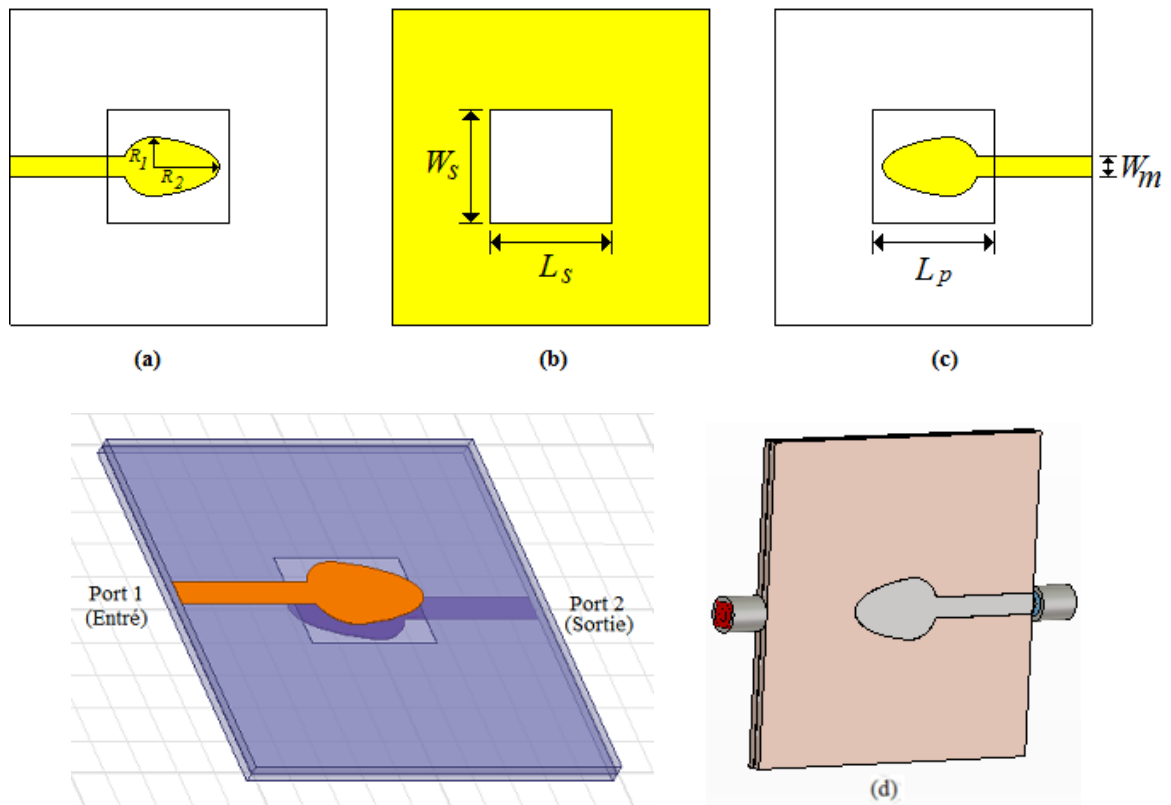 R1
R2
(a)
Ws
Ls
(b)
Wm
Lp
(c)
Port 1
(Entré)
Port 2
(Sortie)
(d)